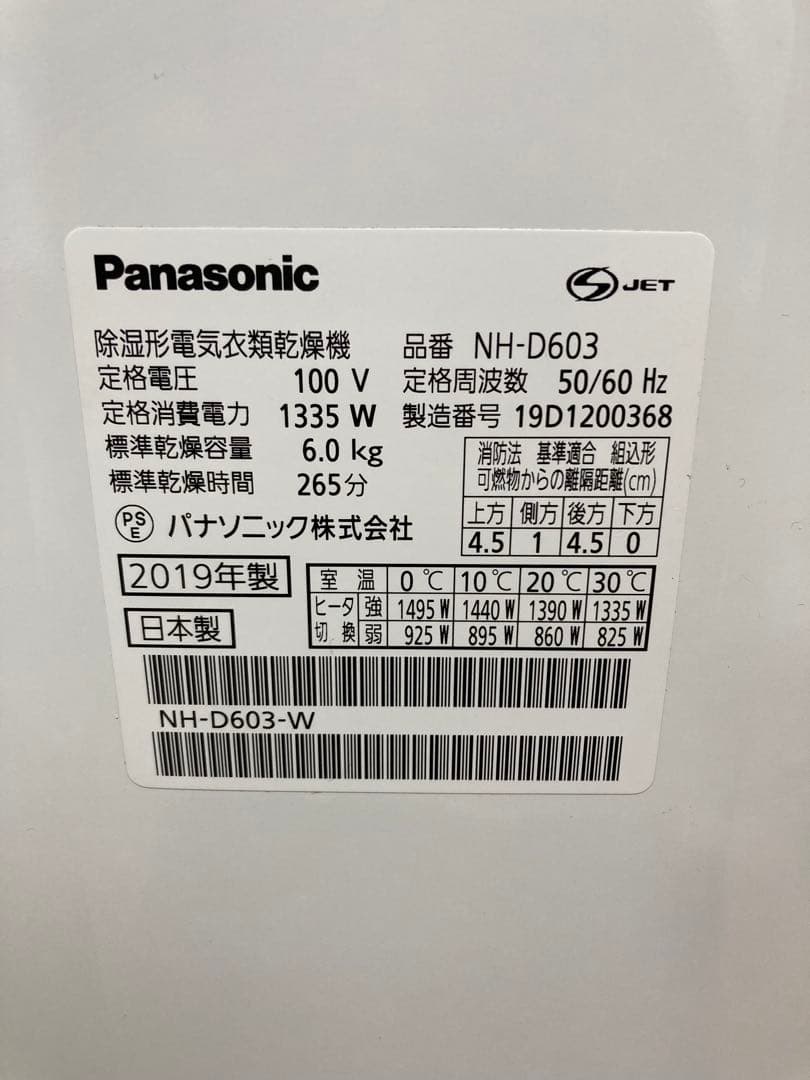 Panasonic
S JET
除湿形電気衣類乾燥機 品番 NH-D603
定格電圧 100 V 定格周波数 50/60 Hz
定格消費電力 1335 W 製造番号 19D1200368
標準乾燥容量 6.0 kg
標準乾燥時間 265分
消防法 基準適合 組込形
可燃物からの離隔距離(cm)
上方 側方 後方 下方
4.5 1 4.5 0
PSE パナソニック株式会社
2019年製
日本製
室温 0℃ 10℃ 20℃ 30℃
ヒータ 強 1495 W 1440 W 1390 W 1335 W
切換 弱 925 W 895 W 860 W 825 W
NH-D603-W